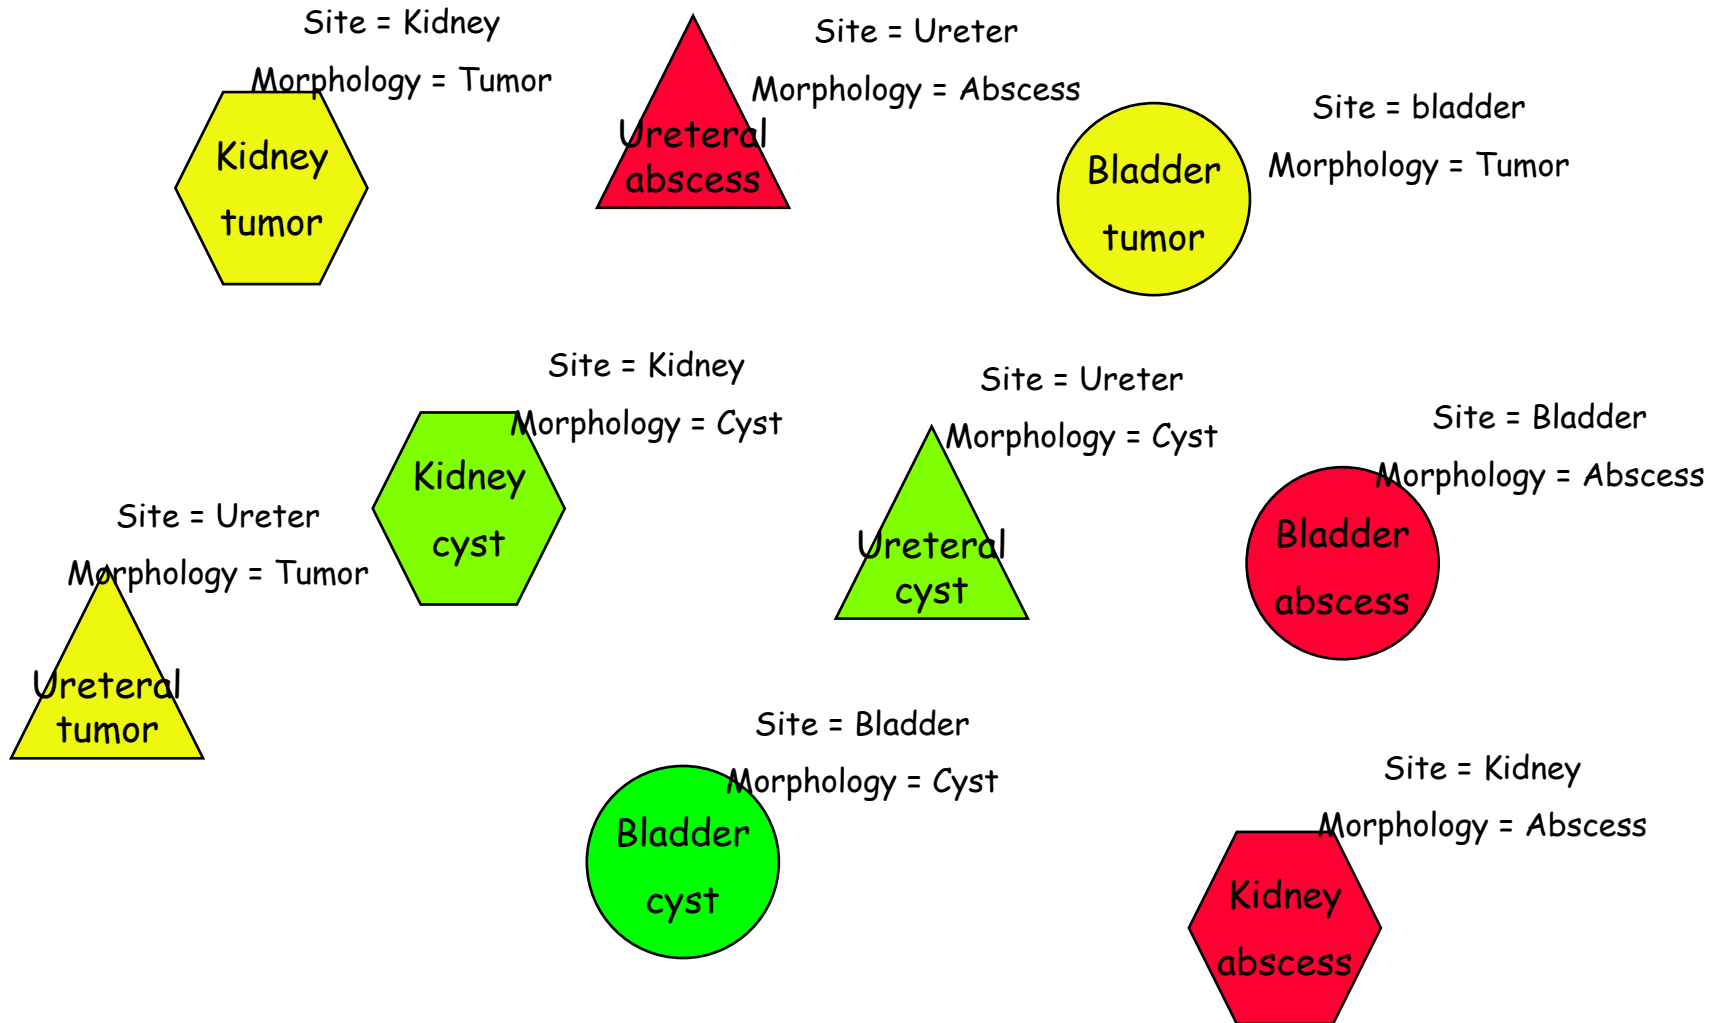 Site = Kidney
Morphology = Tumor
Kidney
tumor
Site = Ureter
Morphology = Abscess
Ureteral
abscess
Site = bladder
Morphology = Tumor
Bladder
tumor
Site = Kidney
Morphology = Cyst
Kidney
cyst
Site = Ureter
Morphology = Cyst
Ureteral
cyst
Site = Bladder
Morphology = Abscess
Bladder
abscess
Site = Ureter
Morphology = Tumor
Ureteral
tumor
Site = Bladder
Morphology = Cyst
Bladder
cyst
Site = Kidney
Morphology = Abscess
Kidney
abscess